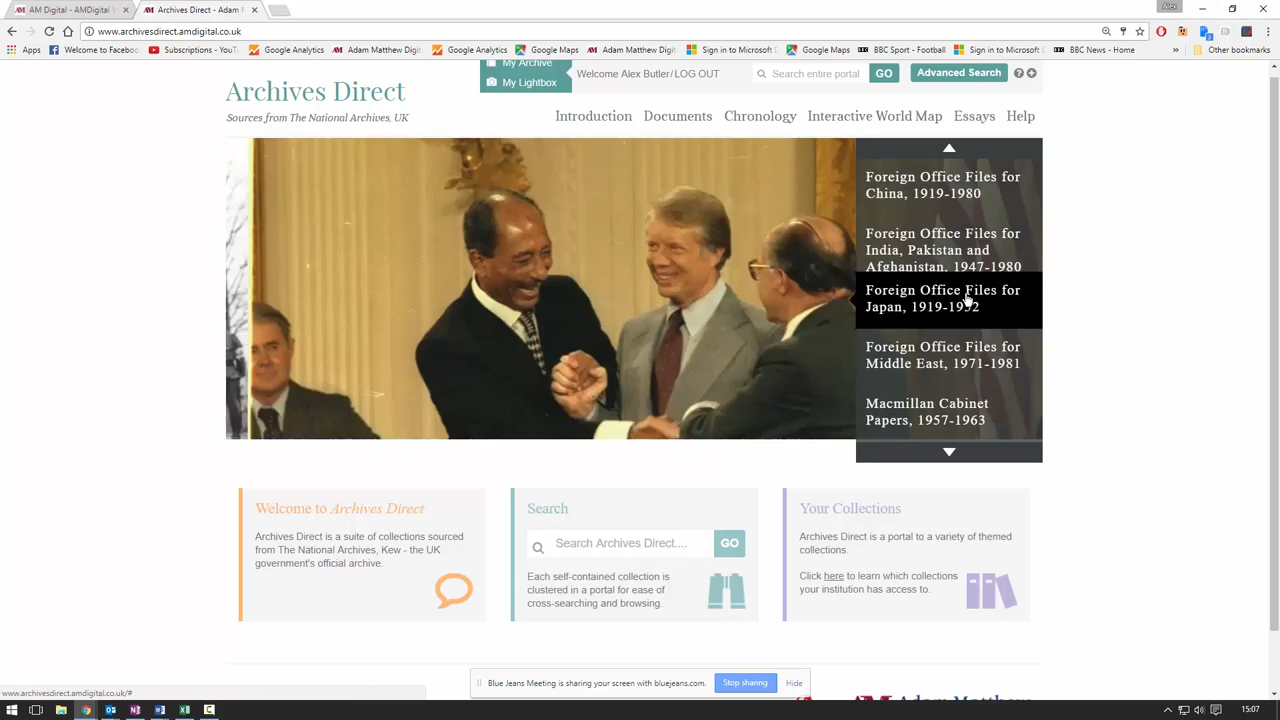 AM Digital - AMDigital
Archives Direct - Adam M
Alex
www.archivesdirect.amdigital.co.uk
Apps
Welcome to Facebo
Subscriptions - YouT
Google Analytics
Adam Matthew Digit
Google Analytics
Google Maps
Adam Matthew Digit
Sign in to Microsoft
Google Maps
BBC Sport - Football
Sign in to Microsoft
BBC News - Home
Other bookmarks
My Archive
My Lightbox
Welcome Alex Butler/LOG OUT
Search entire portal
GO
Advanced Search
Archives Direct
Sources from The National Archives, UK
Introduction Documents Chronology Interactive World Map Essays Help
Foreign Office Files for
China, 1919-1980
Foreign Office Files for
India, Pakistan and
Afghanistan, 1947-1980
Foreign Office Files for
Japan, 1919-1952
Foreign Office Files for
Middle East, 1971-1981
Macmillan Cabinet
Papers, 1957-1963
Welcome to Archives Direct
Archives Direct is a suite of collections sourced
from The National Archives, Kew - the UK
government's official archive.
Search
Search Archives Direct....
GO
Each self-contained collection is
clustered in a portal for ease of
cross-searching and browsing.
Your Collections
Archives Direct is a portal to a variety of themed
collections.
Click here to learn which collections
your institution has access to.
www.archivesdirect.amdigital.co.uk/#
Blue Jeans Meeting is sharing your screen with bluejeans.com.
Stop sharing
Hide
AM Adam Matthew
15:07